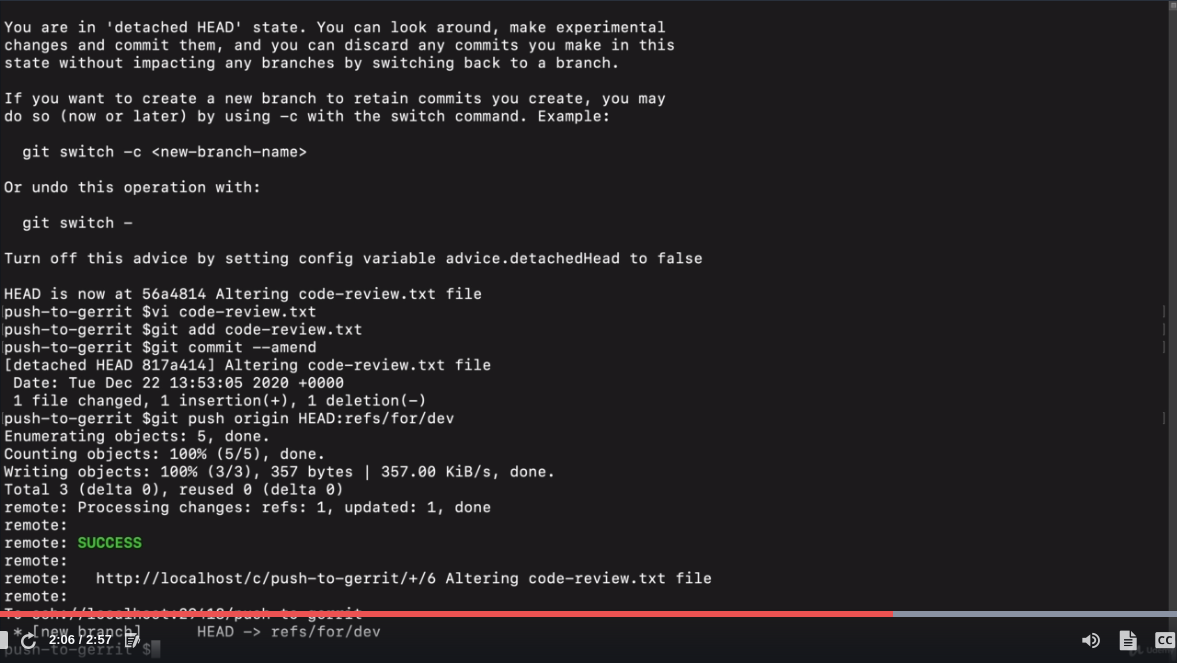 You are in 'detached HEAD' state. You can look around, make experimental
changes and commit them, and you can discard any commits you make in this
state without impacting any branches by switching back to a branch.
If you want to create a new branch to retain commits you create, you may
do so (now or later) by using -c with the switch command. Example:
git switch -c <new-branch-name>
Or undo this operation with:
git switch -
Turn off this advice by setting config variable advice.detachedHead to false
HEAD is now at 56a4814 Altering code-review.txt file
push-to-gerrit $vi code-review.txt
push-to-gerrit $git add code-review.txt
push-to-gerrit $git commit --amend
[detached HEAD 817a414] Altering code-review.txt file
Date: Tue Dec 22 13:53:05 2020 +0000
1 file changed, 1 insertion(+), 1 deletion(-)
push-to-gerrit $git push origin HEAD:refs/for/dev
Enumerating objects: 5, done.
Counting objects: 100% (5/5), done.
Writing objects: 100% (3/3), 357 bytes | 357.00 KiB/s, done.
Total 3 (delta 0), reused 0 (delta 0)
remote: Processing changes: refs: 1, updated: 1, done
remote:
remote: SUCCESS
remote:
remote:   http://localhost/c/push-to-gerrit/+/6 Altering code-review.txt file
remote:
To ssh://localhost:29418/push-to-gerrit
* [new branch]      HEAD -> refs/for/dev
2:06 / 2:57
CC
push-to-gerrit $